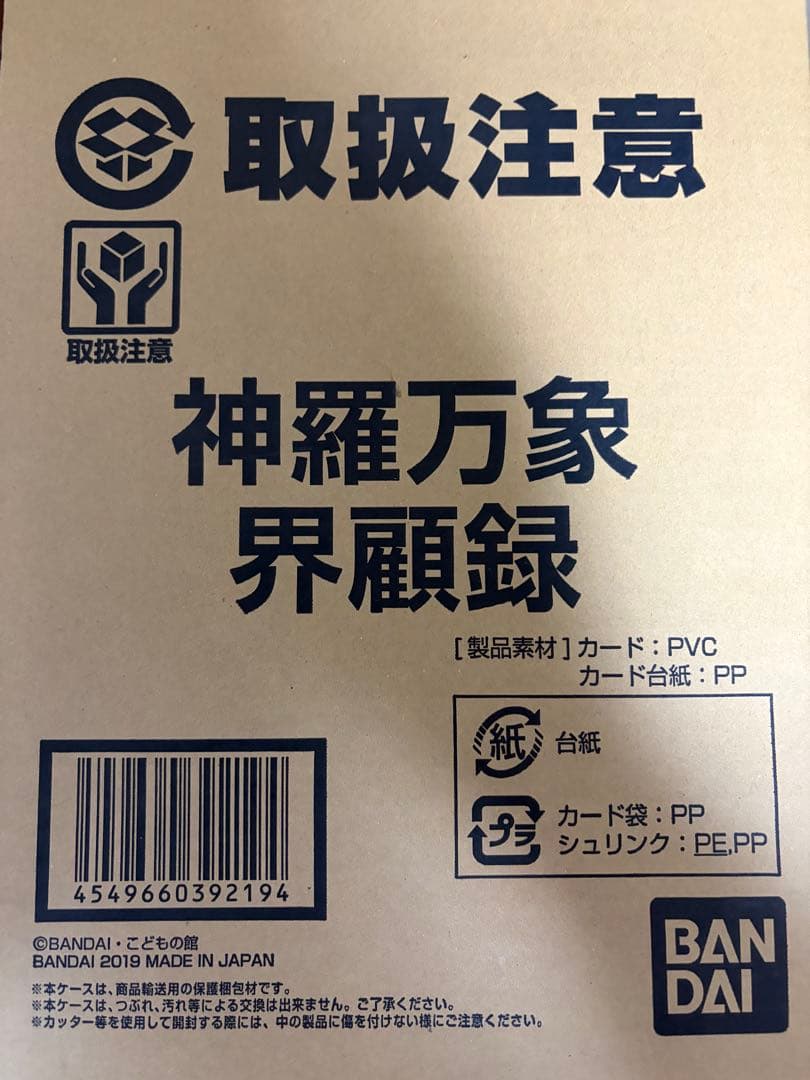 取扱注意
取扱注意
神羅万象
界顧録
[ 製品素材 ] カード：PVC
カード台紙：PP
紙 台紙
プラ カード袋：PP
シュリンク：PE,PP
4549660392194
©BANDAI・こどもの館
BANDAI 2019 MADE IN JAPAN
※本ケースは、商品輸送用の保護梱包材です。
※本ケースは、つぶれ、汚れ等による交換は出来ません。ご了承ください。
※カッター等を使用して開封する際には、中の製品に傷を付けない様にご注意ください。
BAN
DAI